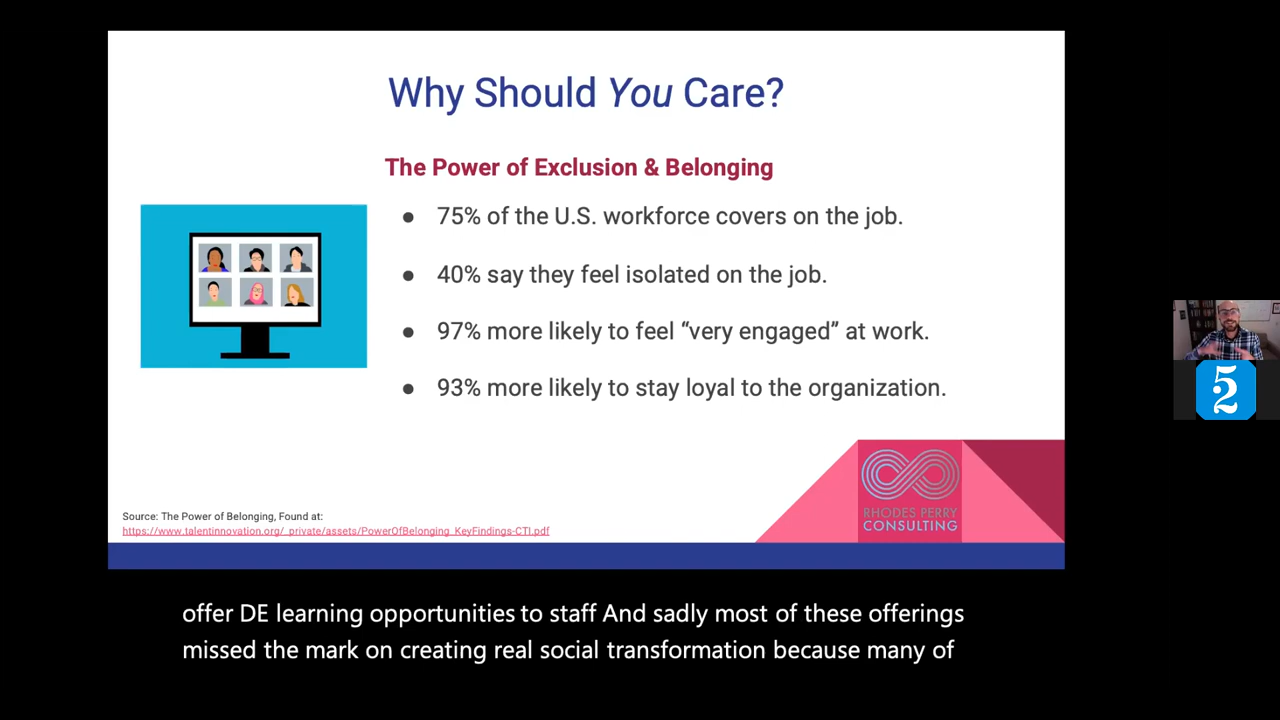 Why Should You Care?
The Power of Exclusion & Belonging
● 75% of the U.S. workforce covers on the job.
● 40% say they feel isolated on the job.
● 97% more likely to feel “very engaged” at work.
● 93% more likely to stay loyal to the organization.
RHODES PERRY
CONSULTING
Source: The Power of Belonging, Found at:
https://www.talentinnovation.org/_private/assets/PowerOfBelonging_KeyFindings-CTI.pdf
5
2
offer DE learning opportunities to staff And sadly most of these offerings
missed the mark on creating real social transformation because many of